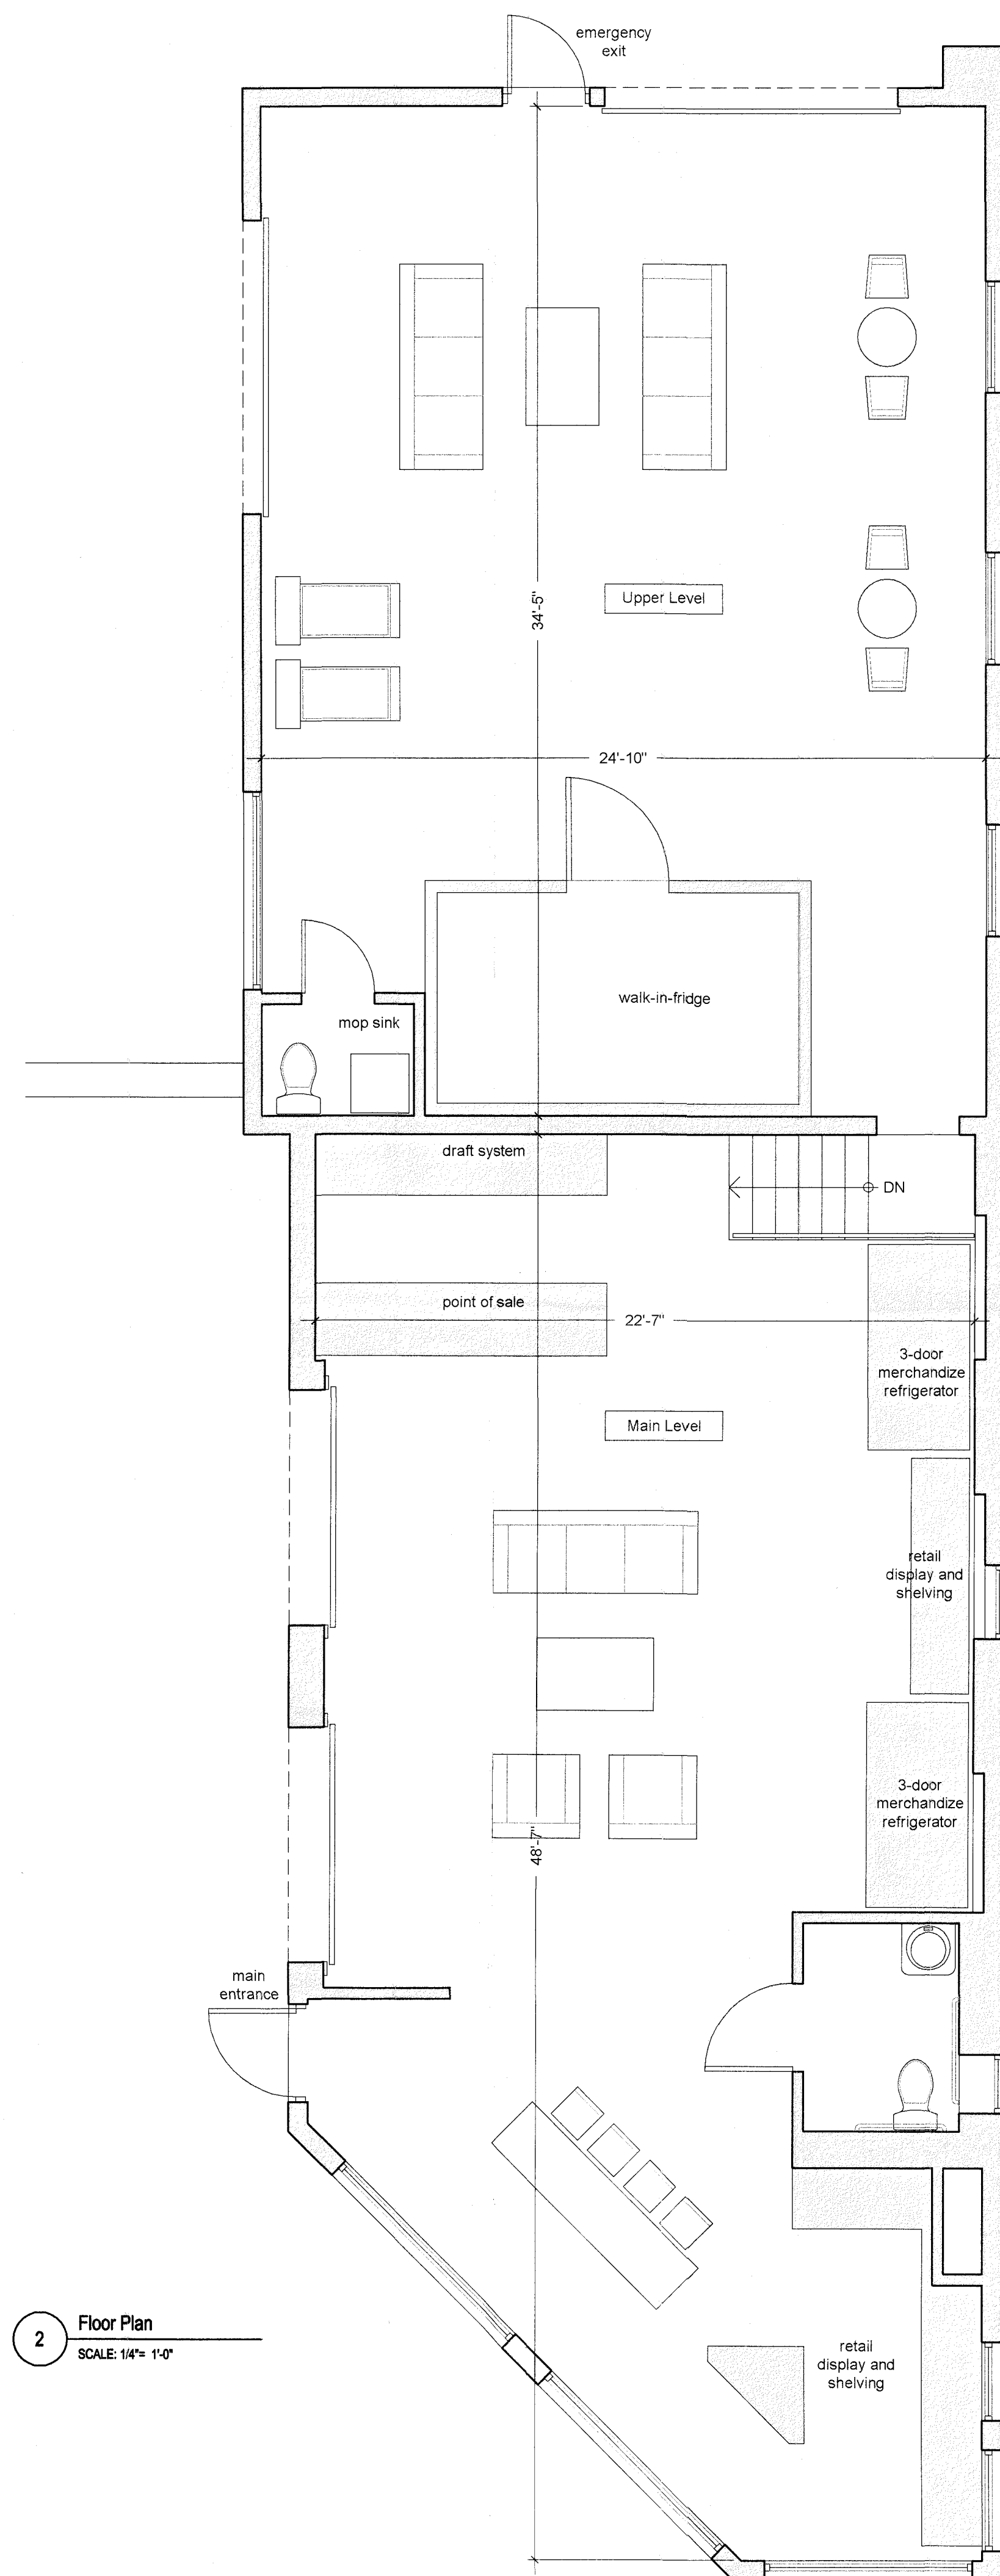 emergency
exit
34'-5"
Upper Level
24'-10"
walk-in-fridge
mop sink
draft system
DN
point of sale
22'-7"
3-door
merchandize
refrigerator
Main Level
retail
display and
shelving
3-door
merchandize
refrigerator
48'-7"
main
entrance
2
Floor Plan
SCALE: 1/4"= 1'-0"
retail
display and
shelving